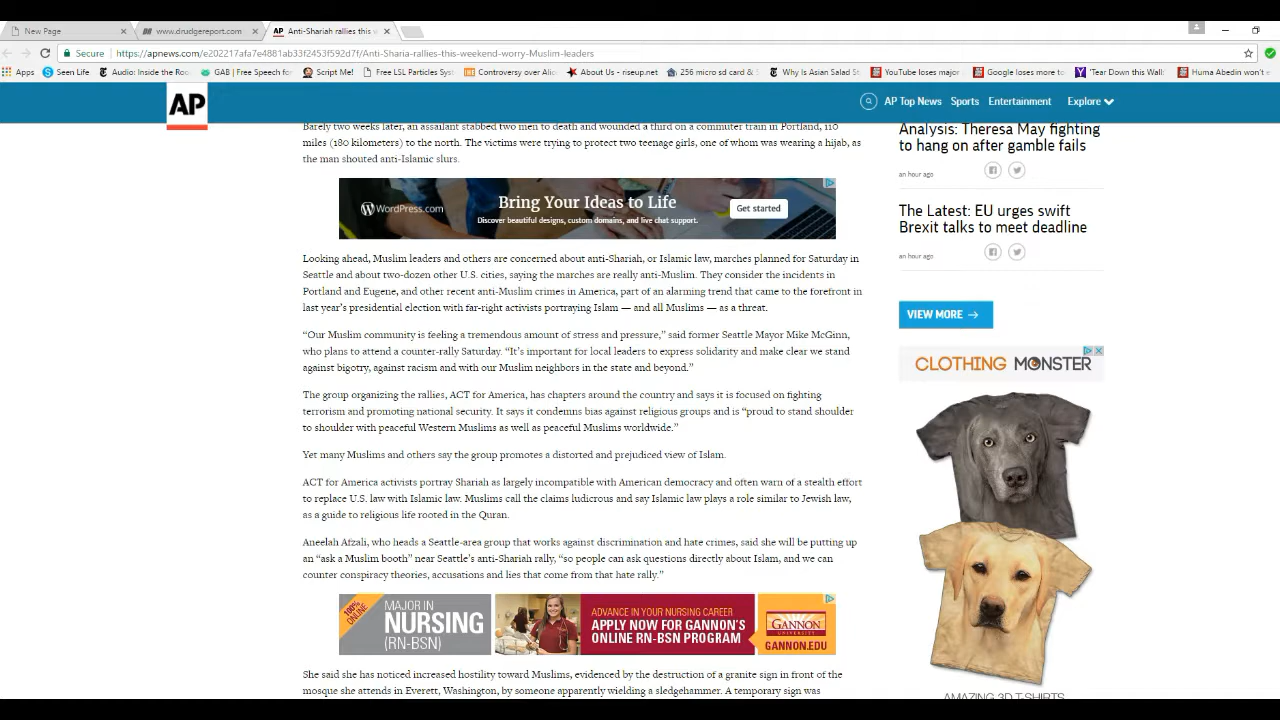 New Page
www.drudgereport.com
AP Anti-Shariah rallies this
Secure
https://apnews.com/e202217afa7e4881ab33f2453f592d7f/Anti-Sharia-rallies-this-weekend-worry-Muslim-leaders
Apps Seen Life Audio: Inside the Roo GAB | Free Speech fo Script Me! Free LSL Particles Sys Controversy over Alic About Us - riseup.net 256 micro sd card & S Why Is Asian Salad St YouTube loses major Google loses more to 'Tear Down this Wall' Huma Abedin won't e
AP
AP Top News Sports Entertainment Explore
Barely two weeks later, an assailant stabbed two men to death and wounded a third on a commuter train in Portland, 110
miles (180 kilometers) to the north. The victims were trying to protect two teenage girls, one of whom was wearing a hijab, as
the man shouted anti-Islamic slurs.
WordPress.com
Bring Your Ideas to Life
Discover beautiful designs, custom domains, and live chat support.
Get started
Looking ahead, Muslim leaders and others are concerned about anti-Shariah, or Islamic law, marches planned for Saturday in
Seattle and about two-dozen other U.S. cities, saying the marches are really anti-Muslim. They consider the incidents in
Portland and Eugene, and other recent anti-Muslim crimes in America, part of an alarming trend that came to the forefront in
last year's presidential election with far-right activists portraying Islam — and all Muslims — as a threat.
“Our Muslim community is feeling a tremendous amount of stress and pressure,” said former Seattle Mayor Mike McGinn,
who plans to attend a counter-rally Saturday. “It's important for local leaders to express solidarity and make clear we stand
against bigotry, against racism and with our Muslim neighbors in the state and beyond.”
The group organizing the rallies, ACT for America, has chapters around the country and says it is focused on fighting
terrorism and promoting national security. It says it condemns bias against religious groups and is “proud to stand shoulder
to shoulder with peaceful Western Muslims as well as peaceful Muslims worldwide.”
Yet many Muslims and others say the group promotes a distorted and prejudiced view of Islam.
ACT for America activists portray Shariah as largely incompatible with American democracy and often warn of a stealth effort
to replace U.S. law with Islamic law. Muslims call the claims ludicrous and say Islamic law plays a role similar to Jewish law,
as a guide to religious life rooted in the Quran.
Aneelah Afzali, who heads a Seattle-area group that works against discrimination and hate crimes, said she will be putting up
an “ask a Muslim booth” near Seattle's anti-Shariah rally, “so people can ask questions directly about Islam, and we can
counter conspiracy theories, accusations and lies that come from that hate rally.”
100% ONLINE
MAJOR IN
NURSING
(RN-BSN)
ADVANCE IN YOUR NURSING CAREER
APPLY NOW FOR GANNON'S
ONLINE RN-BSN PROGRAM
GANNON
UNIVERSITY
GANNON.EDU
She said she has noticed increased hostility toward Muslims, evidenced by the destruction of a granite sign in front of the
mosque she attends in Everett, Washington, by someone apparently wielding a sledgehammer. A temporary sign was
Analysis: Theresa May fighting
to hang on after gamble fails
an hour ago
The Latest: EU urges swift
Brexit talks to meet deadline
an hour ago
VIEW MORE
CLOTHING MONSTER
AMAZING 3D T-SHIRTS